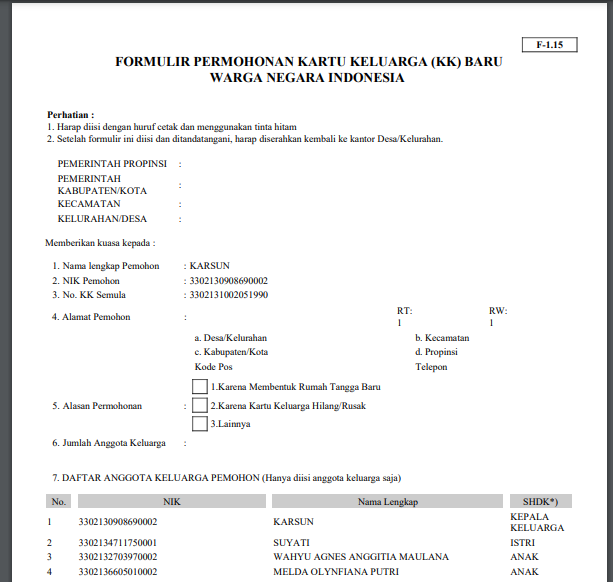 F-1.15
FORMULIR PERMOHONAN KARTU KELUARGA (KK) BARU
WARGA NEGARA INDONESIA
Perhatian :
1. Harap diisi dengan huruf cetak dan menggunakan tinta hitam
2. Setelah formulir ini diisi dan ditandatangani, harap diserahkan kembali ke kantor Desa/Kelurahan.
PEMERINTAH PROPINSI :
PEMERINTAH
KABUPATEN/KOTA :
KECAMATAN :
KELURAHAN/DESA :
Memberikan kuasa kepada :
1. Nama lengkap Pemohon : KARSUN
2. NIK Pemohon : 3302130908690002
3. No. KK Semula : 3302131002051990
4. Alamat Pemohon : RT: RW:
1 1
a. Desa/Kelurahan b. Kecamatan
c. Kabupaten/Kota d. Propinsi
Kode Pos Telepon
1.Karena Membentuk Rumah Tangga Baru
5. Alasan Permohonan : 2.Karena Kartu Keluarga Hilang/Rusak
3.Lainnya
6. Jumlah Anggota Keluarga :
7. DAFTAR ANGGOTA KELUARGA PEMOHON (Hanya diisi anggota keluarga saja)
No. NIK Nama Lengkap SHDK*)
1 3302130908690002 KARSUN KEPALA KELUARGA
2 3302134711750001 SUYATI ISTRI
3 3302132703970002 WAHYU AGNES ANGGITIA MAULANA ANAK
4 3302136605010002 MELDA OLYNFIANA PUTRI ANAK